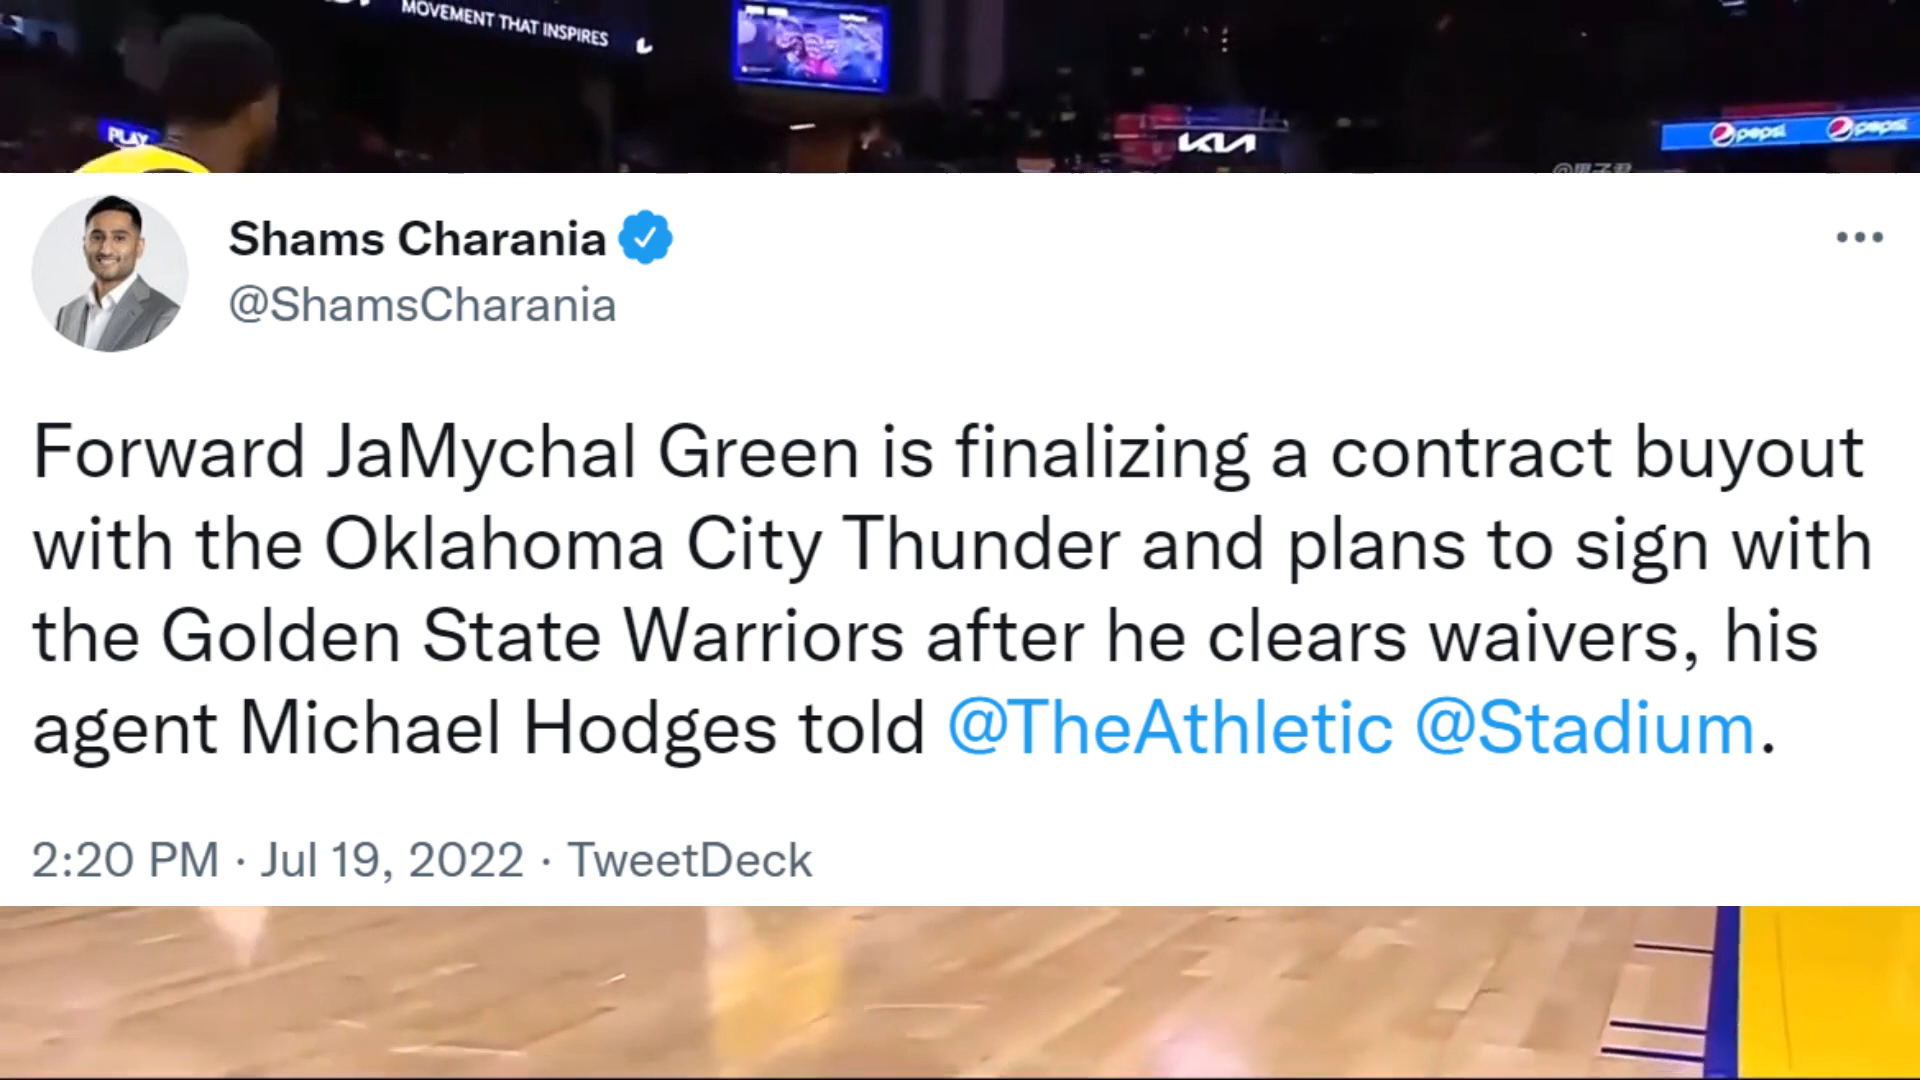 MOVEMENT THAT INSPIRES
PLAY
KIA
pepsi pepsi
Shams Charania
@ShamsCharania
Forward JaMychal Green is finalizing a contract buyout
with the Oklahoma City Thunder and plans to sign with
the Golden State Warriors after he clears waivers, his
agent Michael Hodges told @TheAthletic @Stadium.
2:20 PM · Jul 19, 2022 · TweetDeck